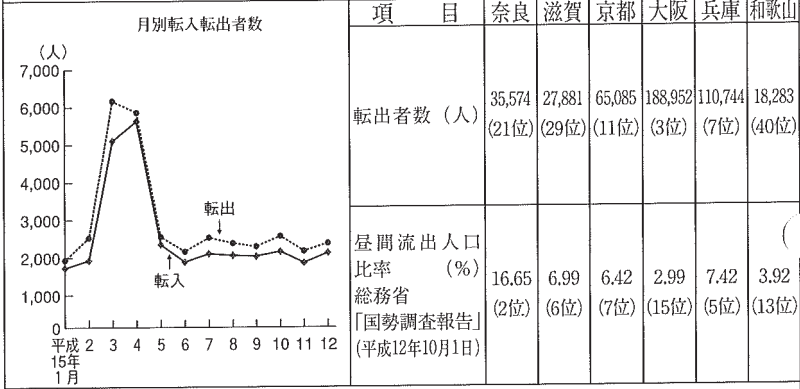 月別転入転出者数
(人)
7,000
6,000
5,000
4,000
3,000
2,000
1,000
0
転出
転入
平成15年1月 2 3 4 5 6 7 8 9 10 11 12
項 目 奈良 滋賀 京都 大阪 兵庫 和歌山
転出者数(人) 35,574 27,881 65,085 188,952 110,744 18,283
(21位) (29位) (11位) (3位) (7位) (40位)
昼間流出人口
比率 (%) 16.65 6.99 6.42 2.99 7.42 3.92
総務省 (2位) (6位) (7位) (15位) (5位) (13位)
「国勢調査報告」
(平成12年10月1日)